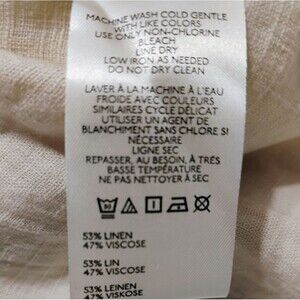 MACHINE WASH COLD GENTLE
WITH LIKE COLORS
USE ONLY NON-CHLORINE
BLEACH
LINE DRY
LOW IRON AS NEEDED
DO NOT DRY CLEAN
LAVER À LA MACHINE À L'EAU
FROIDE AVEC COULEURS
SIMILAIRES CYCLE DÉLICAT
UTILISER UN AGENT DE
BLANCHIMENT SANS CHLORE SI
NÉCESSAIRE
LIGNE SEC
REPASSER, AU BESOIN, À TRÉS
BASSE TEMPÉRATURE
NE PAS NETTOYER À SEC
53% LINEN
47% VISCOSE
53% LIN
47% VISCOSE
53% LEINEN
47% VISKOSE